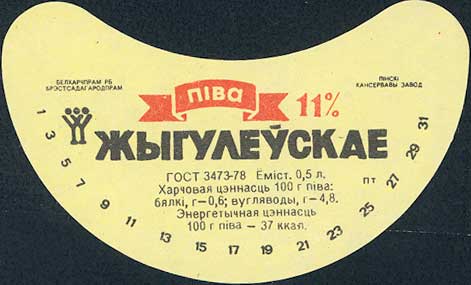 БЕЛХАРЧПРАМ РБ
БРЭСТСАДАГАРОДПРАМ
ПІНСКІ
КАНСЕРВАВЫ ЗАВОД
піва
11%
ЖЫГУЛЕЎСКАЕ
ГОСТ 3473-78 Ёміст. 0,5 л.
Харчовая цэннасць 100 г піва:
бялкі, г—0,6; вугляводы, г—4,8.
Энергетычная цэннасць
100 г піва — 37 ккал.
1 3 5 7 9 11 13 15 17 19 21 23 25 пт 27 29 31